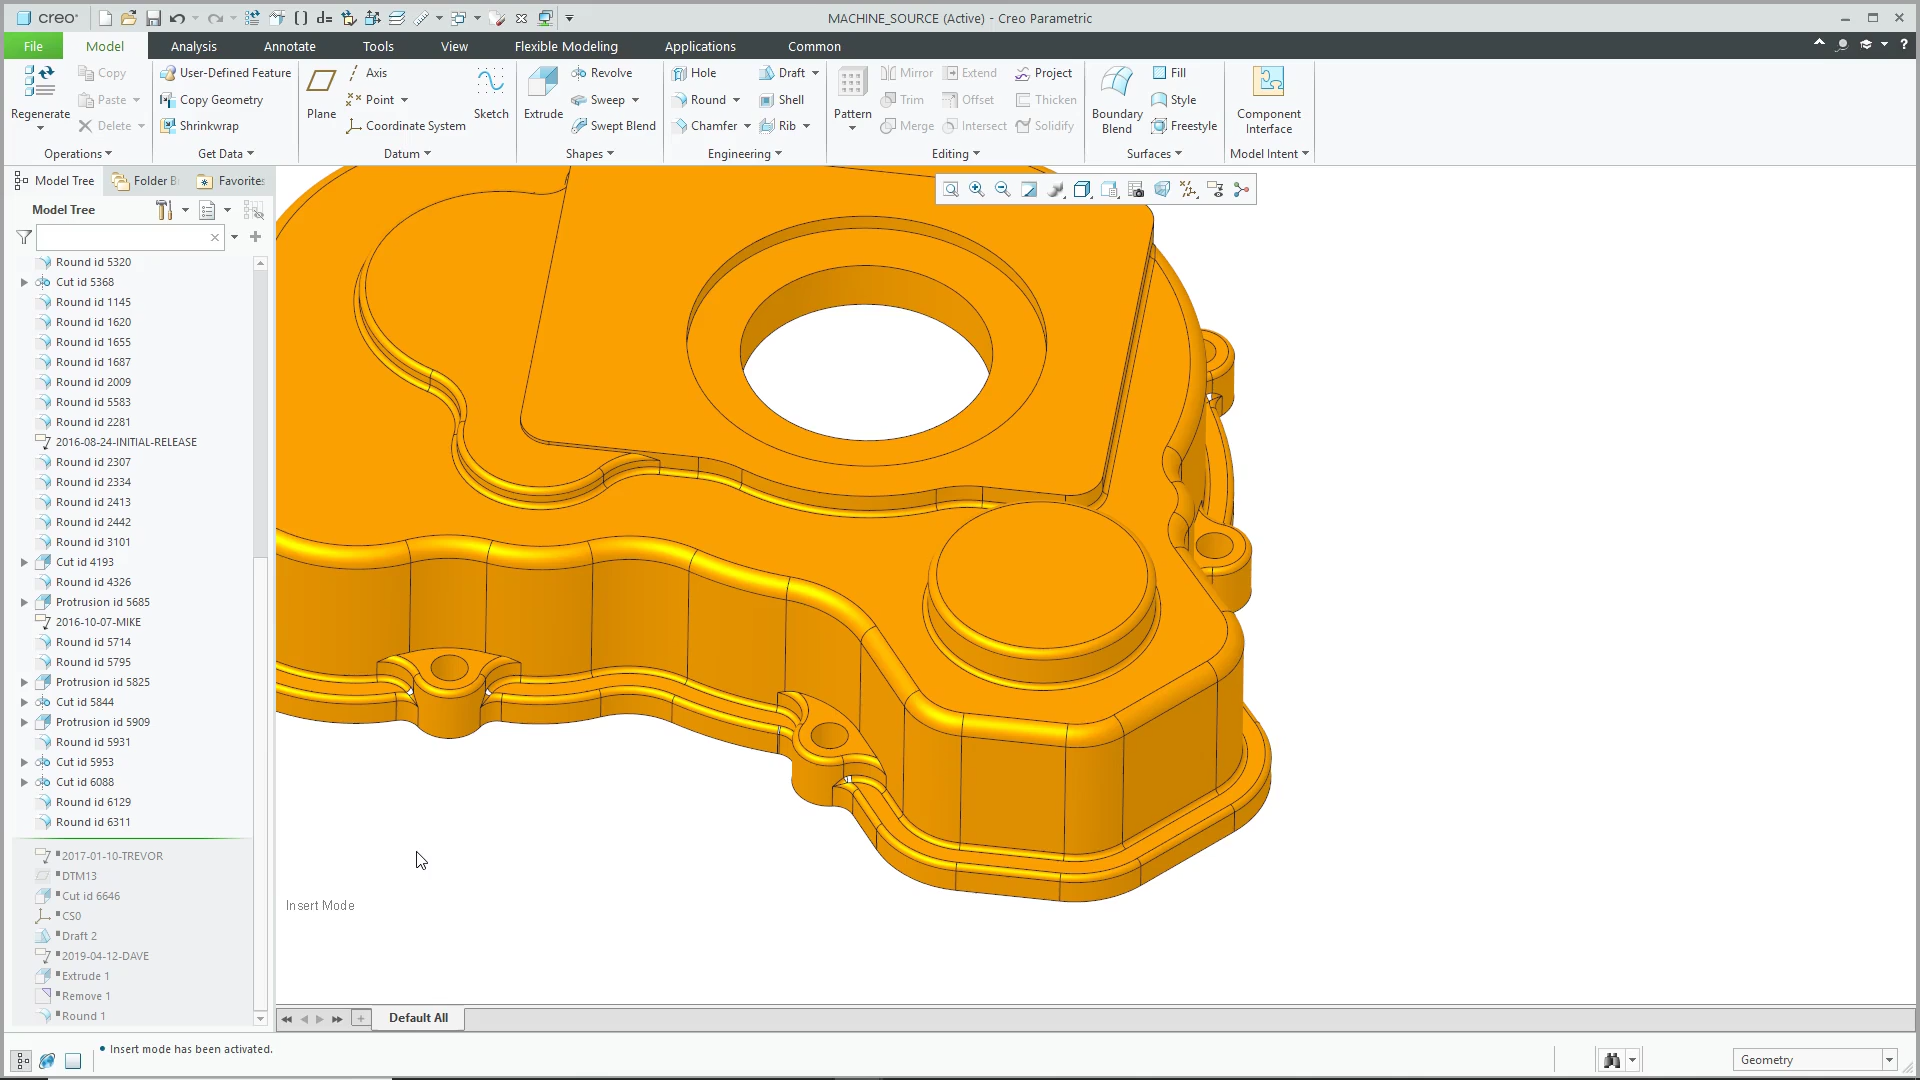 creo
d=
MACHINE_SOURCE (Active) - Creo Parametric
File
Model
Analysis
Annotate
Tools
View
Flexible Modeling
Applications
Common
?
Regenerate
Copy
Paste
Delete
Operations
User-Defined Feature
Copy Geometry
Shrinkwrap
Get Data
Plane
Axis
Point
Coordinate System
Sketch
Datum
Extrude
Revolve
Sweep
Swept Blend
Shapes
Hole
Round
Chamfer
Draft
Shell
Rib
Engineering
Pattern
Mirror
Trim
Merge
Extend
Offset
Intersect
Project
Thicken
Solidify
Editing
Boundary
Blend
Fill
Style
Freestyle
Surfaces
Component
Interface
Model Intent
Model Tree
Folder B
Favorites
Model Tree
Round id 5320
Cut id 5368
Round id 1145
Round id 1620
Round id 1655
Round id 1687
Round id 2009
Round id 5583
Round id 2281
2016-08-24-INITIAL-RELEASE
Round id 2307
Round id 2334
Round id 2413
Round id 2442
Round id 3101
Cut id 4193
Round id 4326
Protrusion id 5685
2016-10-07-MIKE
Round id 5714
Round id 5795
Protrusion id 5825
Cut id 5844
Protrusion id 5909
Round id 5931
Cut id 5953
Cut id 6088
Round id 6129
Round id 6311
2017-01-10-TREVOR
DTM13
Cut id 6646
CS0
Draft 2
2019-04-12-DAVE
Extrude 1
Remove 1
Round 1
Insert Mode
Default All
Insert mode has been activated.
Geometry